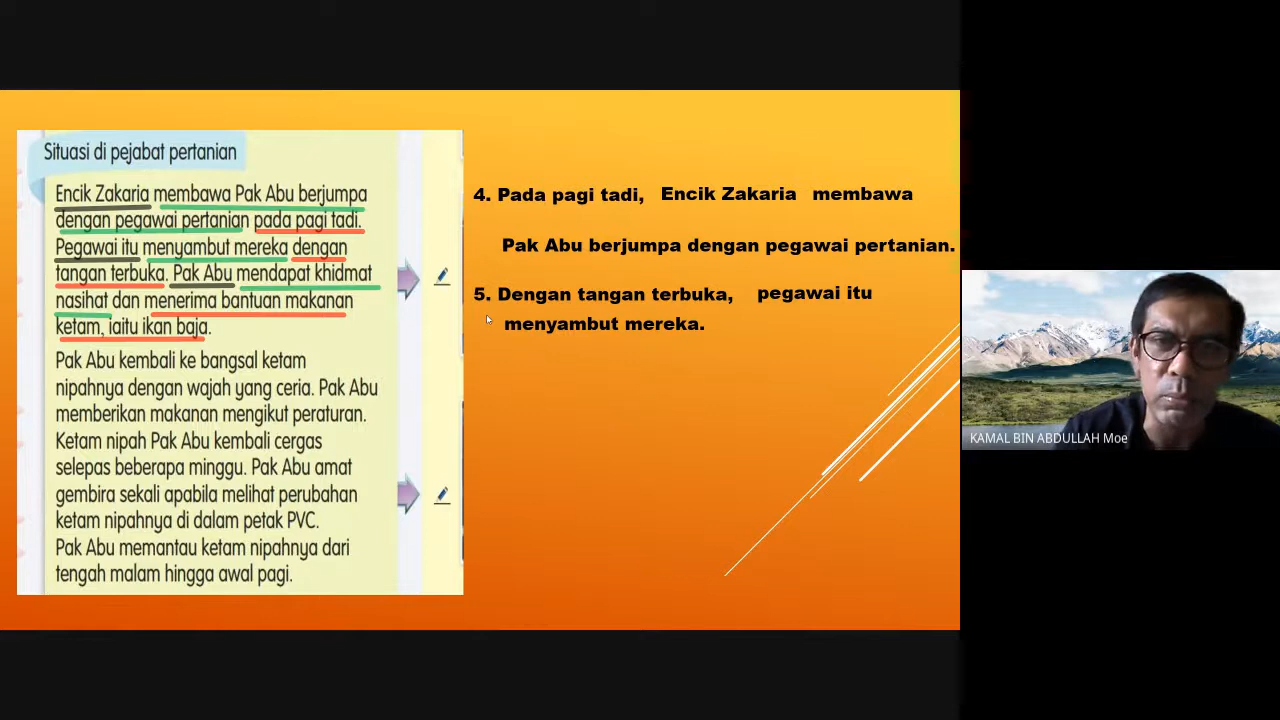 Situasi di pejabat pertanian
Encik Zakaria membawa Pak Abu berjumpa
dengan pegawai pertanian pada pagi tadi.
Pegawai itu menyambut mereka dengan
tangan terbuka. Pak Abu mendapat khidmat
nasihat dan menerima bantuan makanan
ketam, iaitu ikan baja.
Pak Abu kembali ke bangsal ketam
nipahnya dengan wajah yang ceria. Pak Abu
memberikan makanan mengikut peraturan.
Ketam nipah Pak Abu kembali cergas
selepas beberapa minggu. Pak Abu amat
gembira sekali apabila melihat perubahan
ketam nipahnya di dalam petak PVC.
Pak Abu memantau ketam nipahnya dari
tengah malam hingga awal pagi.
4. Pada pagi tadi, Encik Zakaria membawa
Pak Abu berjumpa dengan pegawai pertanian.
5. Dengan tangan terbuka, pegawai itu
menyambut mereka.
KAMAL BIN ABDULLAH Moe